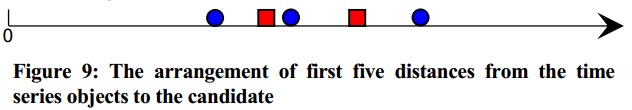 0
Figure 9: The arrangement of first five distances from the time
series objects to the candidate